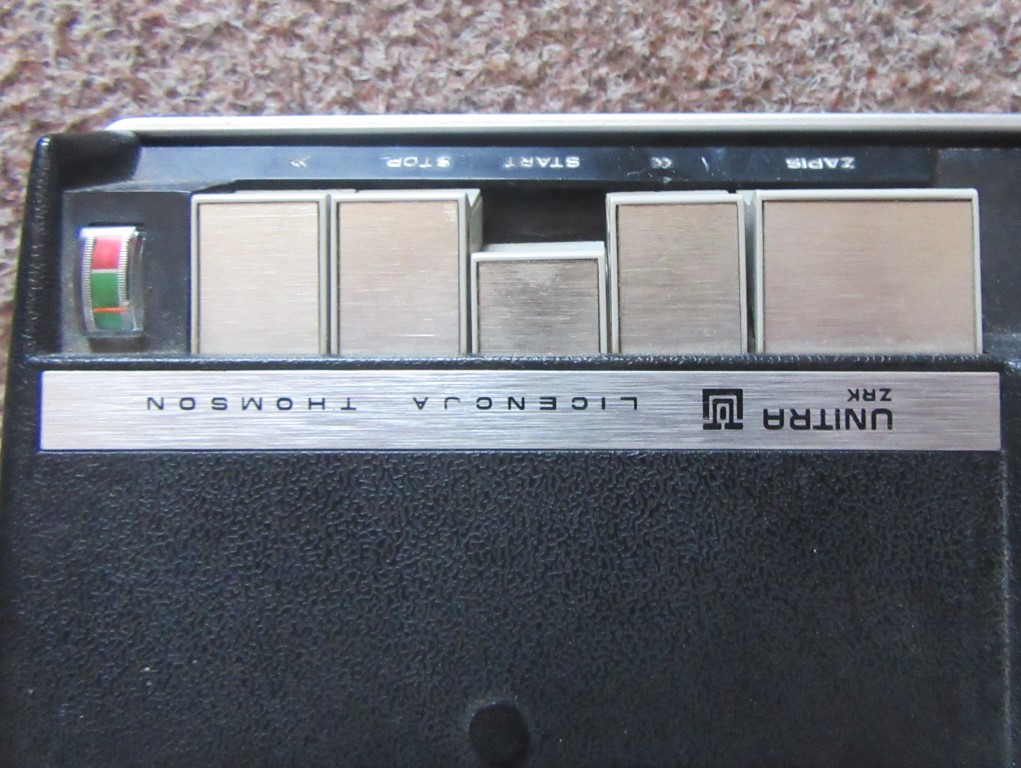 UNITRA
ZRK
LICENCJA THOMSON
ZAPIS » START STOP «